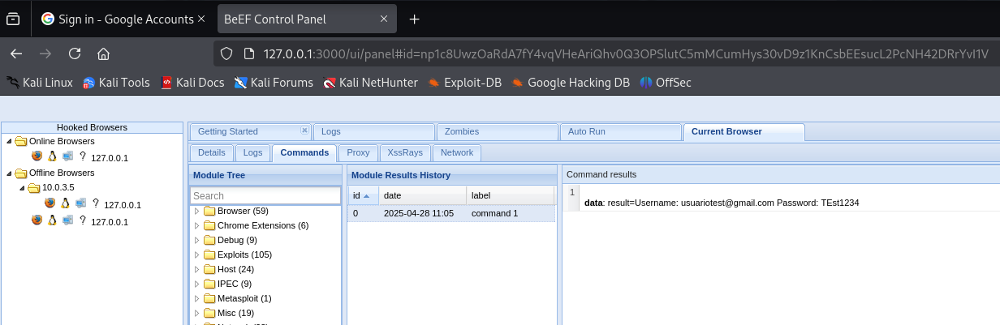 Sign in - Google Accounts
BeEF Control Panel
127.0.0.1:3000/ui/panel#id=np1c8UwzOaRdA7fY4vqVHeAriQhv0Q3OPSlutC5mMCumHys30vD9z1KnCsbEEsucL2PcNH42DRrYvI1V
Kali Linux Kali Tools Kali Docs Kali Forums Kali NetHunter Exploit-DB Google Hacking DB OffSec
Hooked Browsers
Online Browsers
? 127.0.0.1
Offline Browsers
10.0.3.5
? 127.0.0.1
? 127.0.0.1
Getting Started Logs Zombies Auto Run Current Browser
Details Logs Commands Proxy XssRays Network
Module Tree
Search
Browser (59)
Chrome Extensions (6)
Debug (9)
Exploits (105)
Host (24)
IPEC (9)
Metasploit (1)
Misc (19)
Module Results History
id date label
0 2025-04-28 11:05 command 1
Command results
1
data: result=Username: usuariotest@gmail.com Password: TEst1234